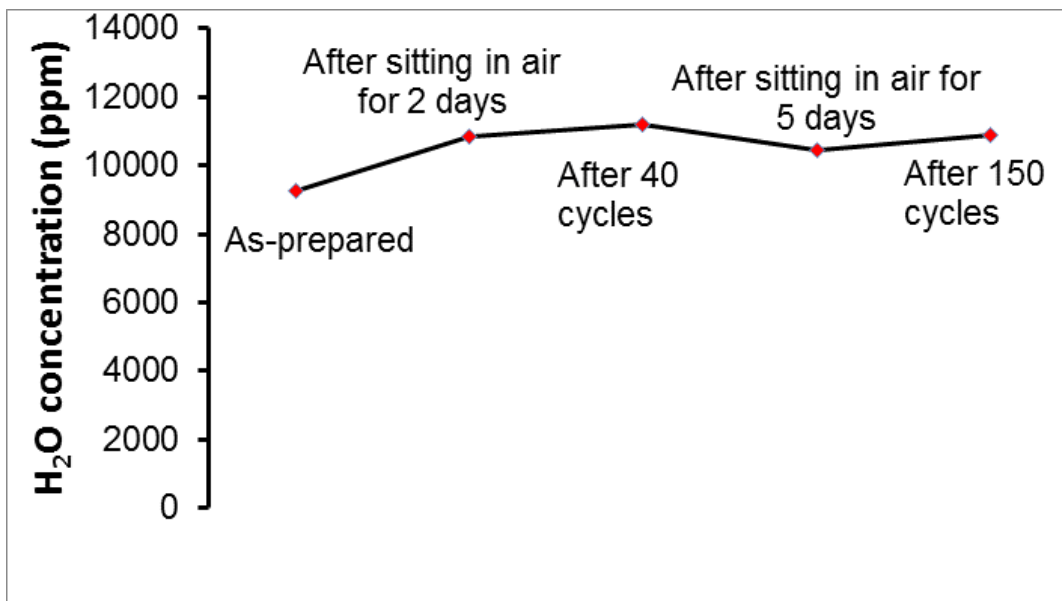 H₂O concentration (ppm)
14000
12000
10000
8000
6000
4000
2000
0
As-prepared
After sitting in air
for 2 days
After 40
cycles
After sitting in air for
5 days
After 150
cycles